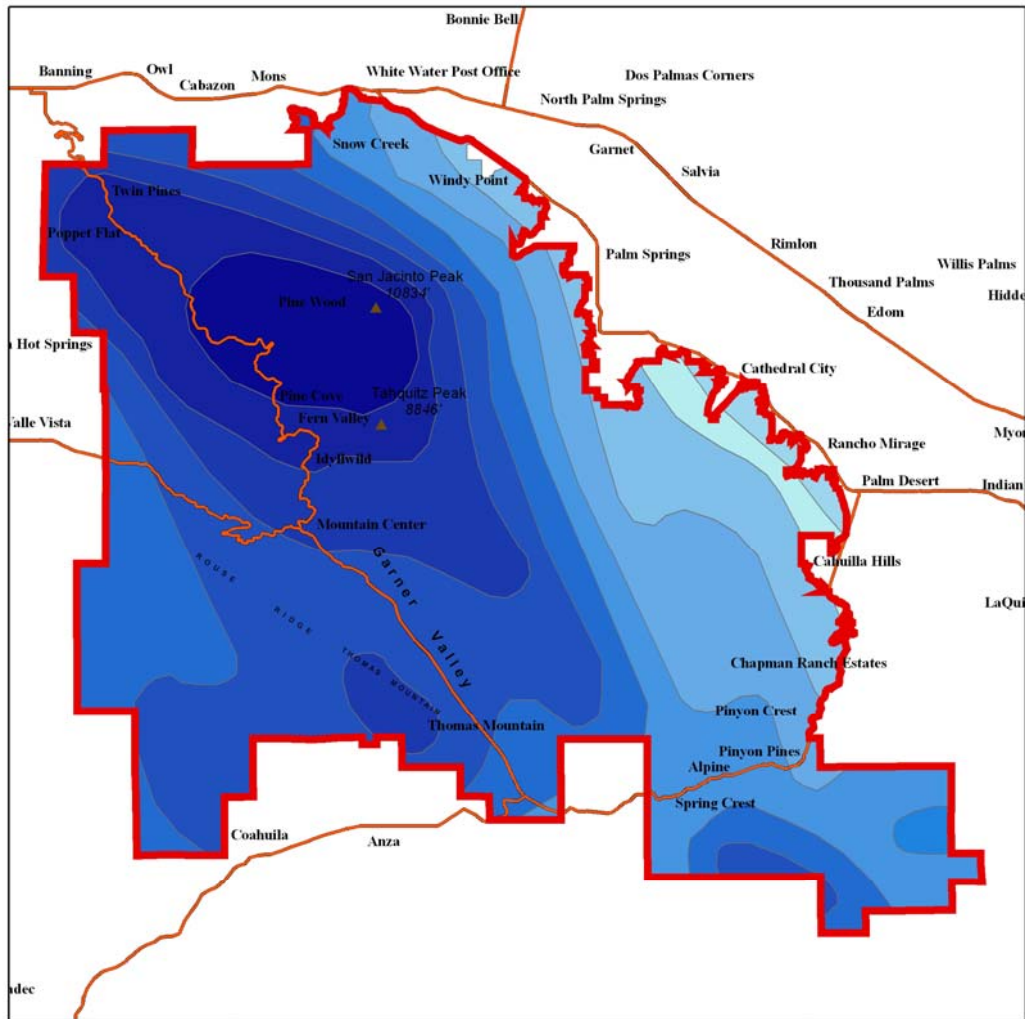 Bonnie Bell
Banning
Owl
Cabazon
Mons
White Water Post Office
Dos Palmas Corners
North Palm Springs
Snow Creek
Garnet
Salvia
Windy Point
Twin Pines
Poppet Flat
Palm Springs
Rimlon
Willis Palms
Thousand Palms
Hidde
Edom
San Jacinto Peak
10834'
Pine Wood
n Hot Springs
Cathedral City
Pine Cove
Tahquitz Peak
8846'
Fern Valley
Valle Vista
Myon
Rancho Mirage
Idyllwild
Palm Desert
Indian
Mountain Center
Garner Valley
ROUSE RIDGE
Cahuilla Hills
LaQui
THOMAS MOUNTAIN
Chapman Ranch Estates
Pinyon Crest
Thomas Mountain
Pinyon Pines
Alpine
Spring Crest
Coahuila
Anza
adec